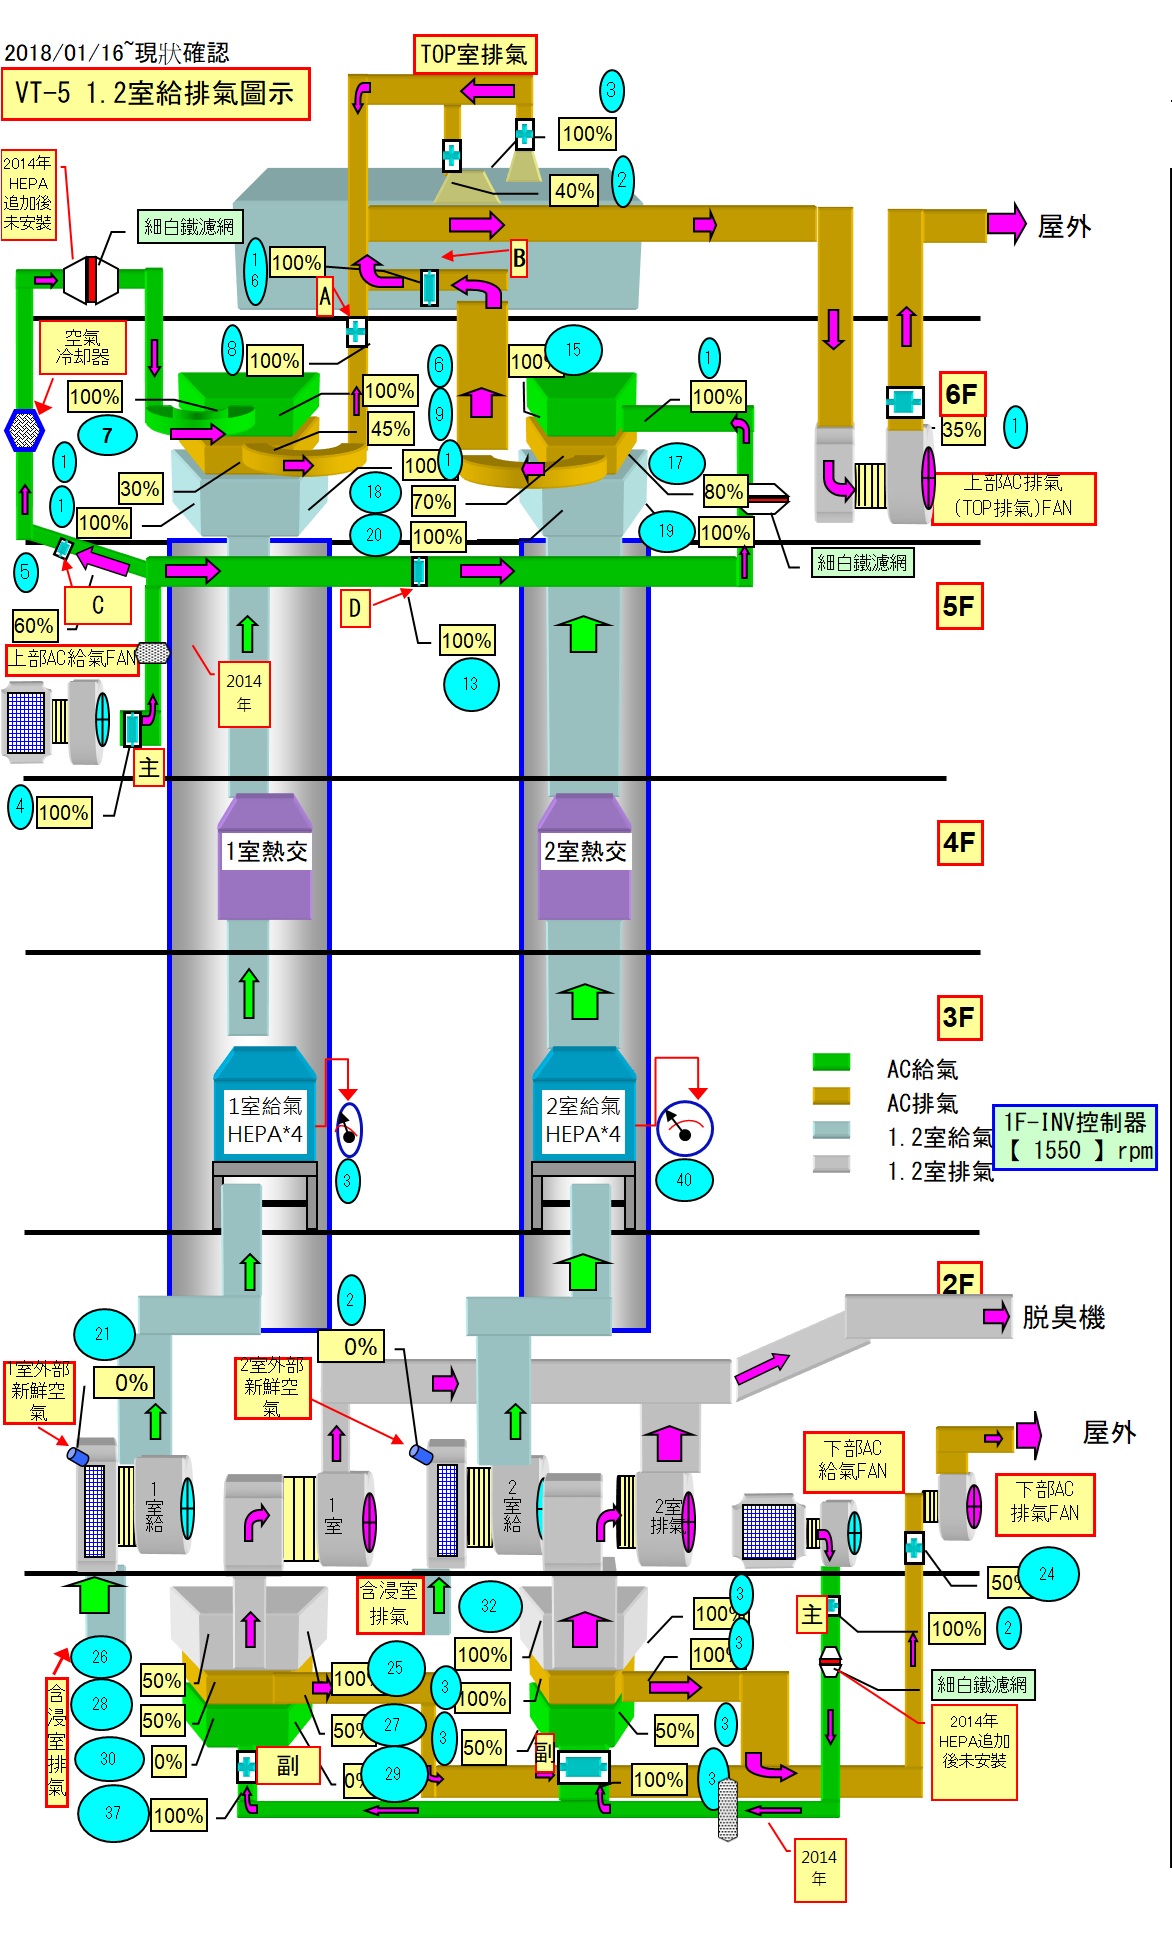 2018/01/16~現狀確認
VT-5 1.2室給排氣圖示
TOP室排氣
3
100%
2
40%
屋外
2014年
HEPA
追加後
未安裝
細白鐵濾網
1
6
100%
B
A
空氣
冷却器
8
100%
6
100%
15
1
100%
6F
100%
100%
7
9
45%
35%
1
1
100
1
17
上部AC排氣
(TOP排氣)FAN
30%
18
70%
80%
1
100%
20
100%
19
100%
5
細白鐵濾網
C
D
5F
60%
100%
上部AC給氣FAN
2014
年
13
主
4
100%
4F
1室熱交
2室熱交
3F
AC給氣
AC排氣
1.2室給氣
1.2室排氣
1F-INV控制器
【 1550 】rpm
1室給氣
HEPA*4
2室給氣
HEPA*4
3
40
2F
2
21
0%
脱臭機
1室外部
新鮮空
氣
0%
2室外部
新鮮空
氣
屋外
下部AC
給氣FAN
下部AC
排氣FAN
1
室
給
1
室
2
室
給
2室
排氣
含浸室
排氣
32
3
50%
24
100%
主
100%
2
26
100%
100
3
25
50%
100
3
細白鐵濾網
28
100%
含
浸
室
排
氣
50%
50
27
3
50%
副
50%
3
2014年
HEPA追加
後未安裝
30
0%
副
0%
29
100%
3
37
100%
2014
年